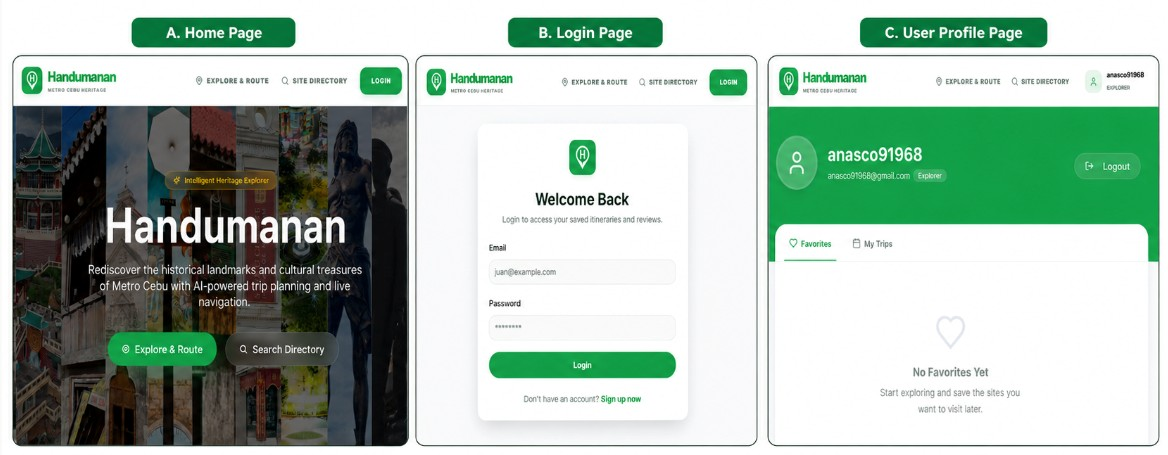 A. Home Page
Handumanan
METRO CEBU HERITAGE
EXPLORE & ROUTE
SITE DIRECTORY
LOGIN
Intelligent Heritage Explorer
Handumanan
Rediscover the historical landmarks and cultural treasures
of Metro Cebu with AI-powered trip planning and live
navigation.
Explore & Route
Search Directory
B. Login Page
Handumanan
METRO CEBU HERITAGE
EXPLORE & ROUTE
SITE DIRECTORY
LOGIN
Welcome Back
Login to access your saved itineraries and reviews.
Email
juan@example.com
Password
********
Login
Don't have an account? Sign up now
C. User Profile Page
Handumanan
METRO CEBU HERITAGE
EXPLORE & ROUTE
SITE DIRECTORY
anasco91968
EXPLORER
anasco91968
anasco91968@gmail.com Explorer
Logout
Favorites
My Trips
No Favorites Yet
Start exploring and save the sites you
want to visit later.